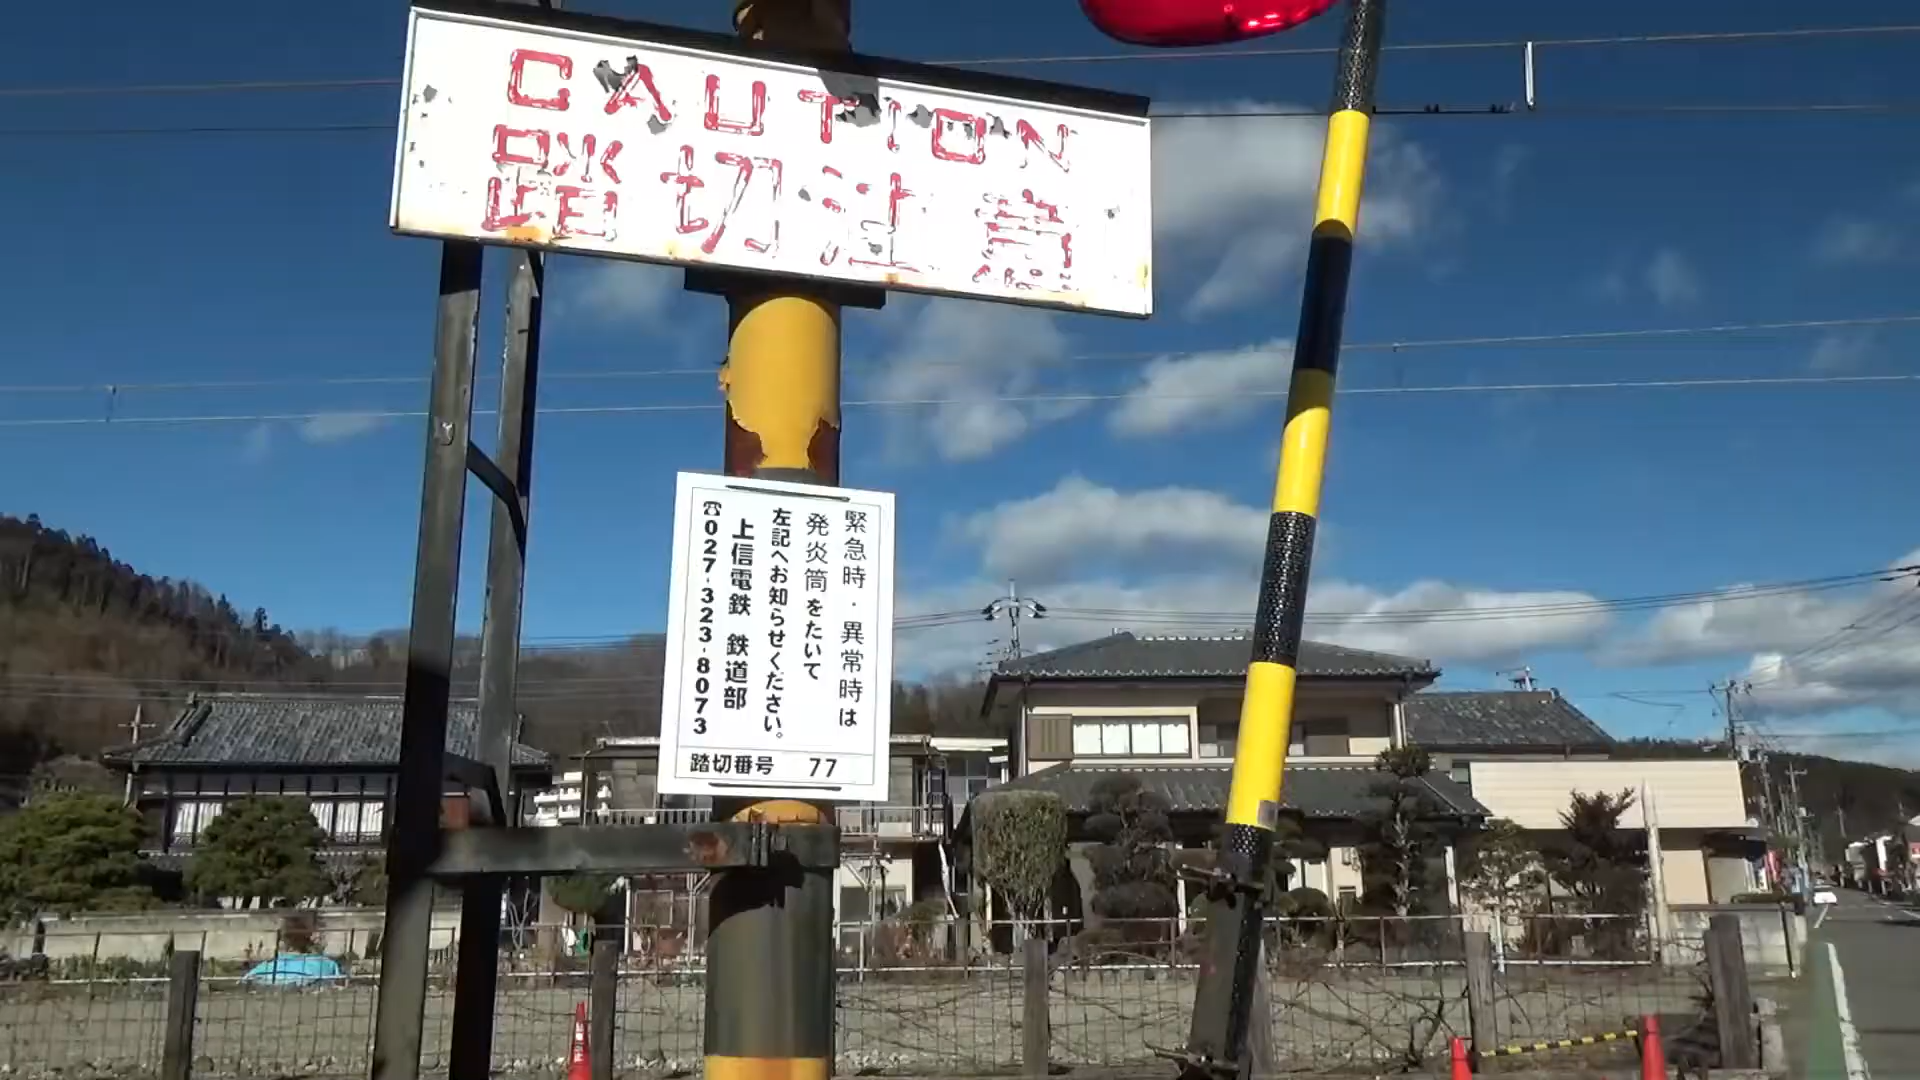 CAUTION
踏切注意
緊急時・異常時は
発炎筒をたいて
左記へお知らせください。
上信電鉄 鉄道部
☎027-323-8073
踏切番号 77